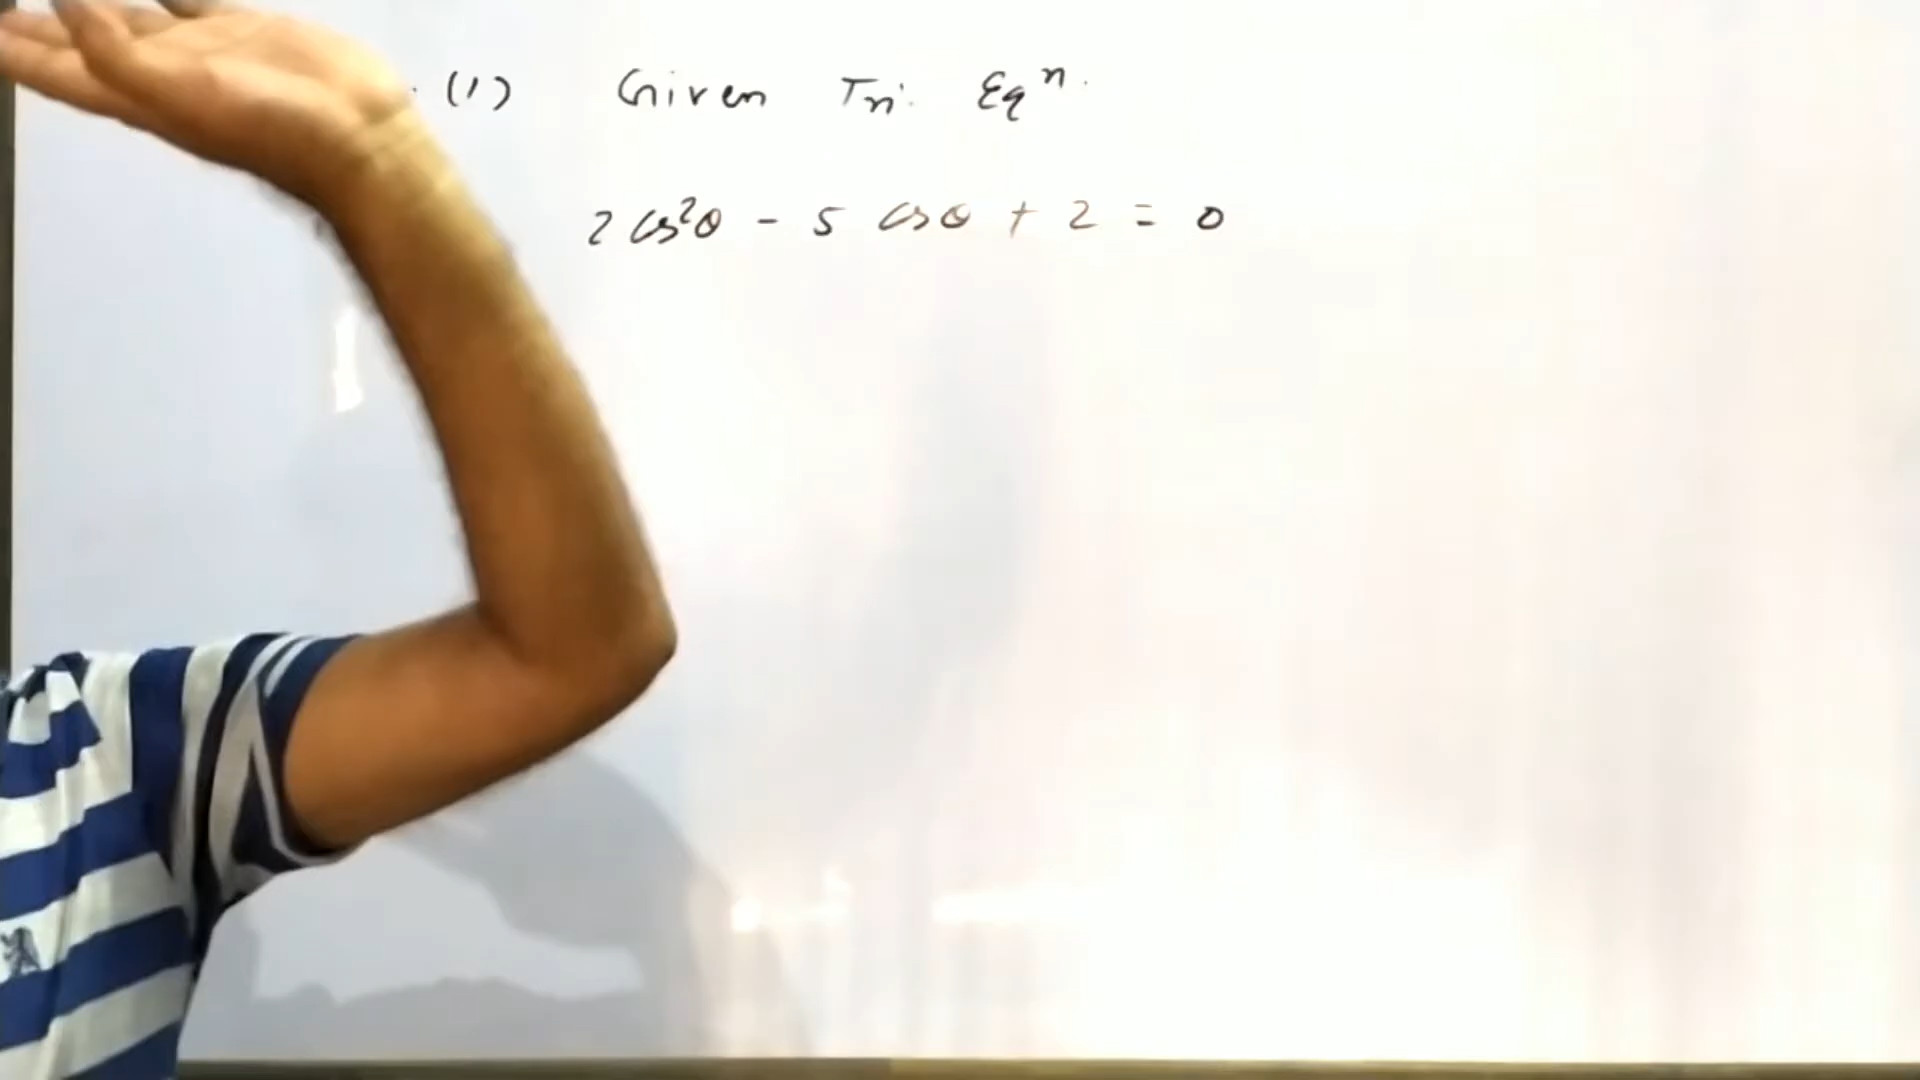 (1) Given Tri. Eqⁿ.
2 cos²θ - 5 cosθ + 2 = 0